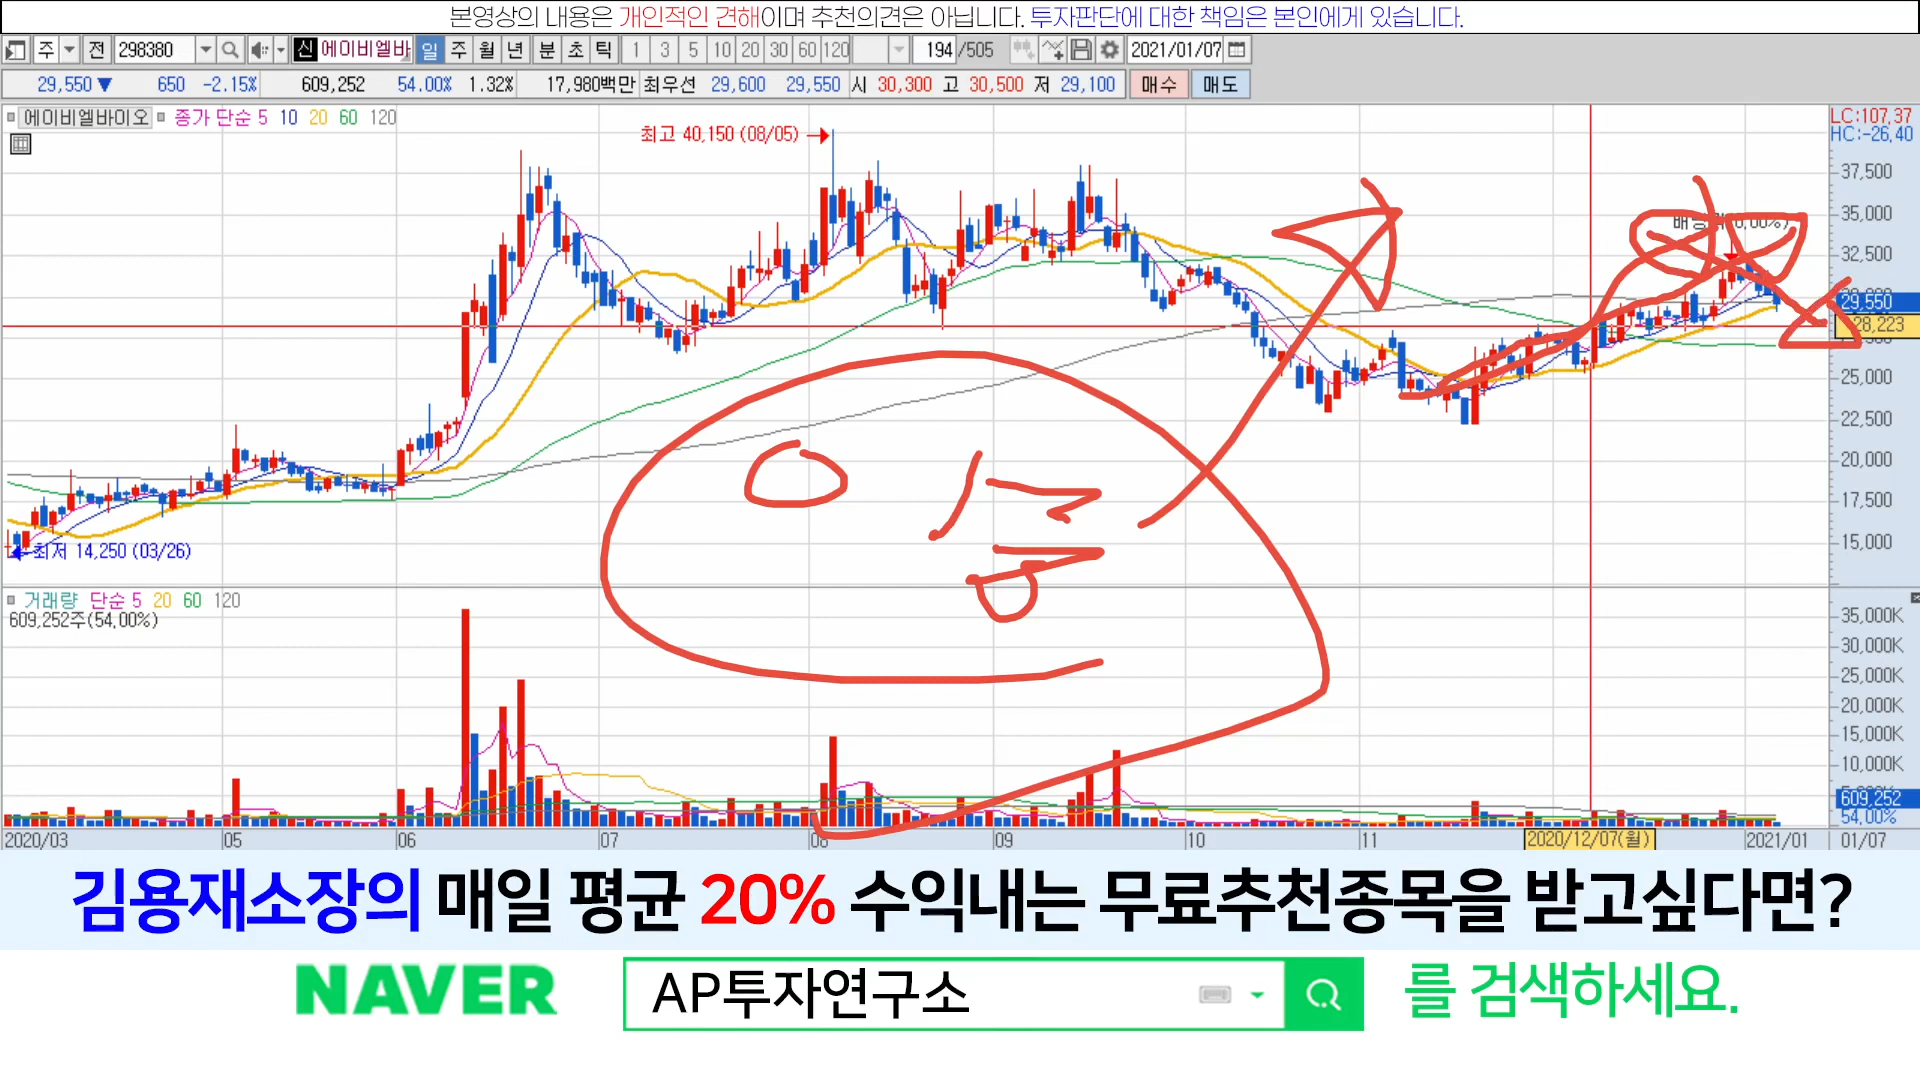 본영상의 내용은 개인적인 견해이며 추천의견은 아닙니다. 투자판단에 대한 책임은 본인에게 있습니다.
주 전 298380 신 에이비엘바 일 주 월 년 분 초 틱 1 3 5 10 20 30 60 120 194 /505 2021/01/07
29,550 ▼ 650 -2.15% 609,252 54.00% 1.32% 17,980백만 최우선 29,600 29,550 시 30,300 고 30,500 저 29,100 매수 매도
에이비엘바이오 종가 단순 5 10 20 60 120
LC:107.37
HC:-26.40
최고 40,150 (08/05)
37,500
35,000
32,500
29,550
28,223
25,000
22,500
20,000
17,500
15,000
최저 14,250 (03/26)
거래량 단순 5 20 60 120
609,252주(54.00%)
35,000K
30,000K
25,000K
20,000K
15,000K
10,000K
609,252
54.00%
2020/03 05 06 07 08 09 10 11 2020/12/07(월) 2021/01 01/07
김용재소장의 매일 평균 20% 수익내는 무료추천종목을 받고싶다면?
NAVER AP투자연구소 를 검색하세요.